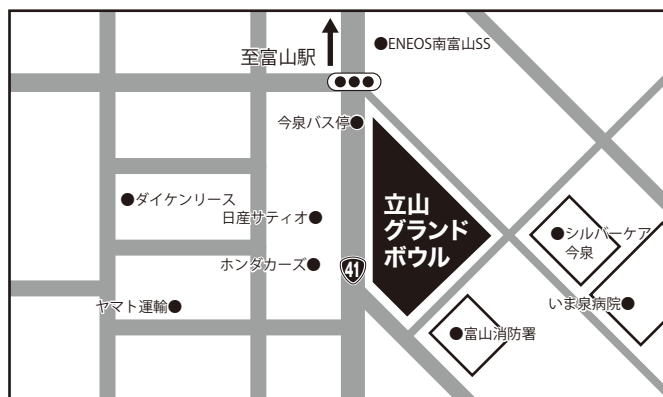 至富山駅
ENEOS南富山SS
今泉バス停
ダイケンリース
日産サティオ
立山
グランド
ボウル
シルバーケア
今泉
ホンダカーズ
41
ヤマト運輸
いま泉病院
富山消防署